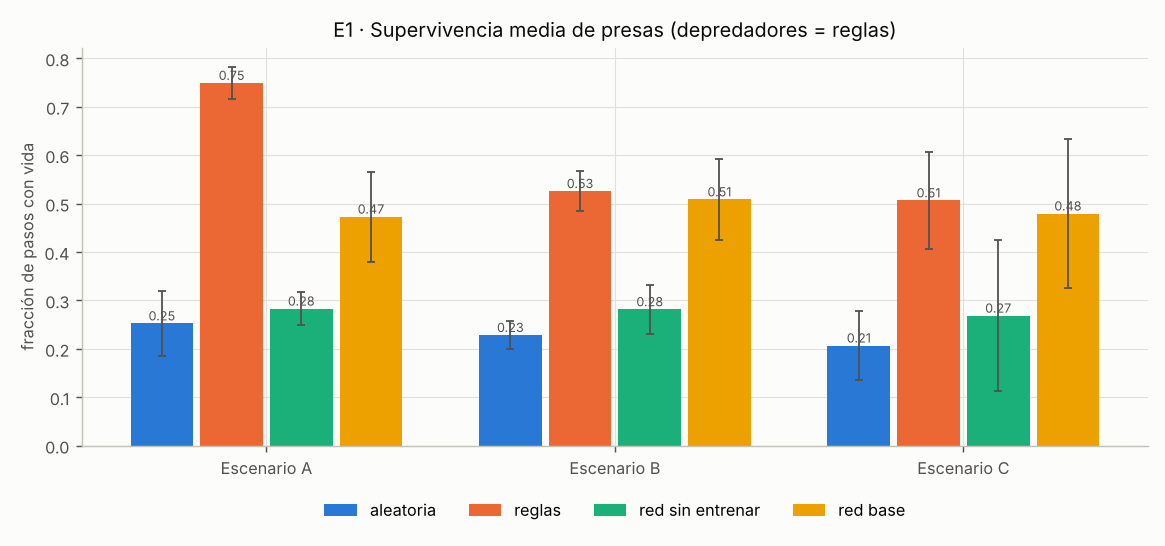 E1 · Supervivencia media de presas (depredadores = reglas)
fracción de pasos con vida
0.8
0.7
0.6
0.5
0.4
0.3
0.2
0.1
0.0
0.25
0.75
0.28
0.47
0.23
0.53
0.28
0.51
0.21
0.51
0.27
0.48
Escenario A
Escenario B
Escenario C
aleatoria
reglas
red sin entrenar
red base